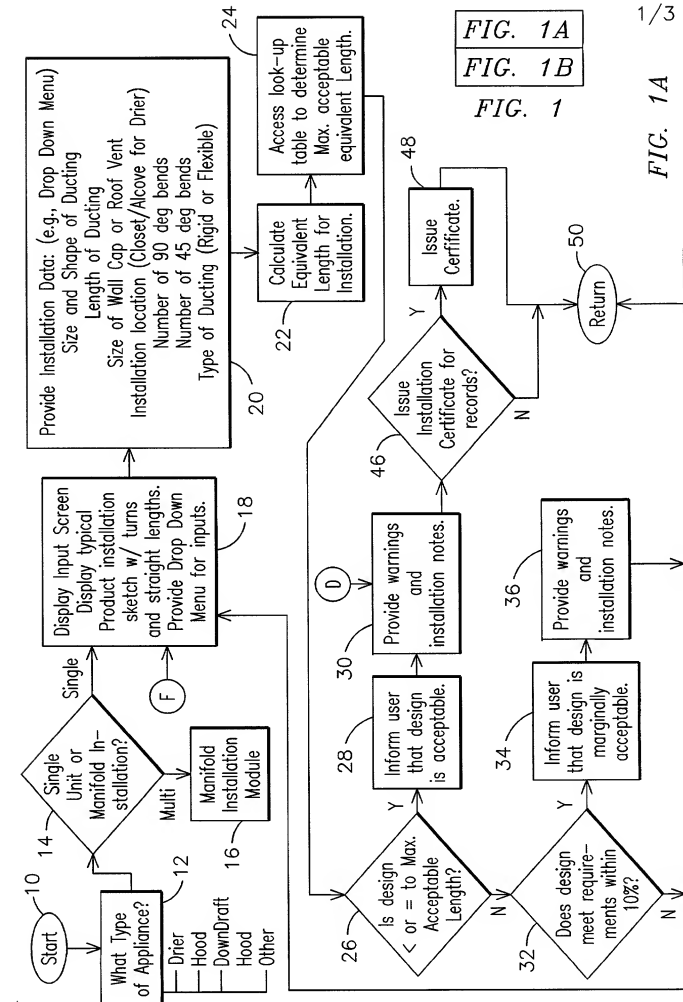 1/3
FIG. 1A
FIG. 1B
FIG. 1
FIG. 1A
10
Start
12
What Type
of Appliance?
Drier
Hood
DownDraft
Hood
Other
14
Single
Unit or
Manifold In-
stallation?
Single
Multi
16
Manifold
Installation
Module
F
18
Display Input Screen
Display typical
Product installation
sketch w/ turns
and straight lengths.
Provide Drop Down
Menu for inputs.
20
Provide Installation Data: (e.g., Drop Down Menu)
Size and Shape of Ducting
Length of Ducting
Size of Wall Cap or Roof Vent
Installation location (Closet/Alcove for Drier)
Number of 90 deg bends
Number of 45 deg bends
Type of Ducting (Rigid or Flexible)
22
Calculate
Equivalent
Length for
Installation.
24
Access look-up
table to determine
Max. acceptable
equivalent Length.
26
Is design
< or = to Max.
Acceptable
Length?
Y
N
28
Inform user
that design
is acceptable.
D
30
Provide warnings
and
installation notes.
46
Issue
Installation
Certificate for
records?
Y
N
48
Issue
Cerfificate.
50
Return
32
Does design
meet require-
ments within
10%?
Y
N
34
Inform user
that design is
marginally
acceptable.
36
Provide warnings
and
installation notes.